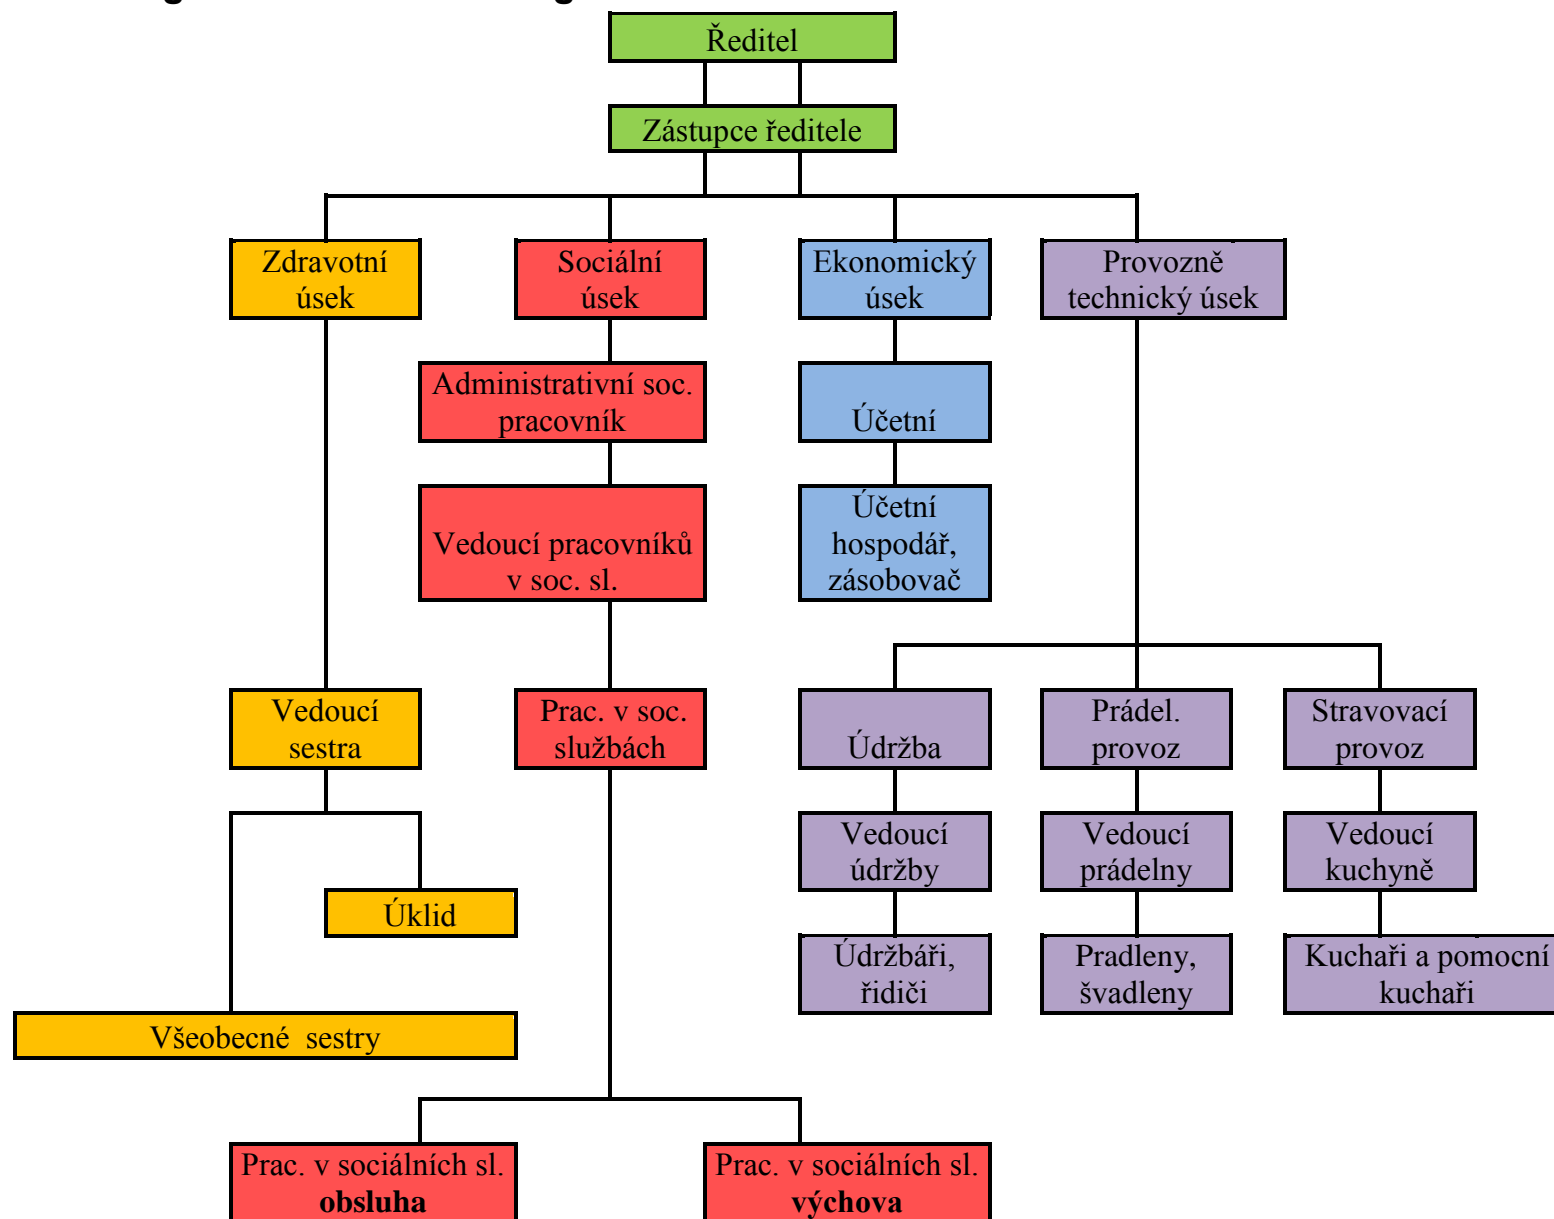 Ředitel
Zástupce ředitele
Zdravotní
úsek
Sociální
úsek
Ekonomický
úsek
Provozně
technický úsek
Administrativní soc.
pracovník
Účetní
Vedoucí pracovníků
v soc. sl.
Účetní
hospodář,
zásobovač
Vedoucí
sestra
Prac. v soc.
službách
Údržba
Prádel.
provoz
Stravovací
provoz
Vedoucí
údržby
Vedoucí
prádelny
Vedoucí
kuchyně
Úklid
Údržbáři,
řidiči
Pradleny,
švadleny
Kuchaři a pomocní
kuchaři
Všeobecné sestry
Prac. v sociálních sl.
obsluha
Prac. v sociálních sl.
výchova